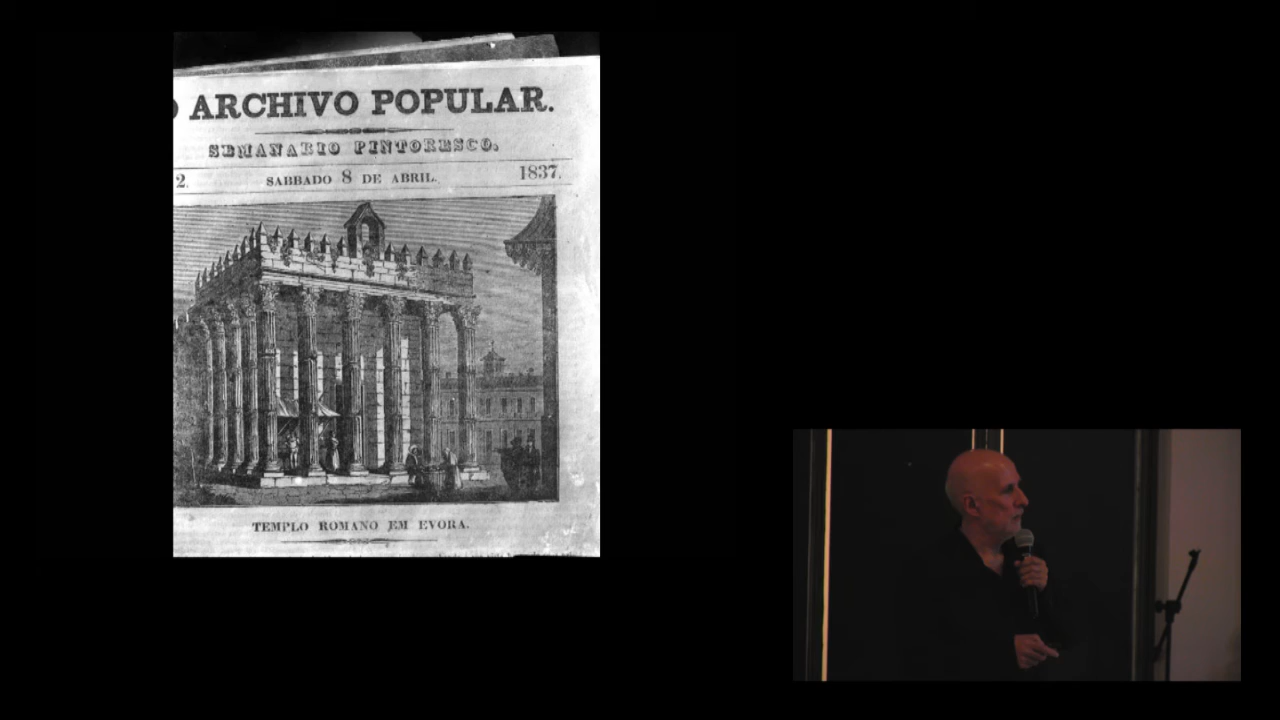 O ARCHIVO POPULAR.
SEMANARIO PINTORESCO.
2. SABBADO 8 DE ABRIL. 1837.
TEMPLO ROMANO EM EVORA.